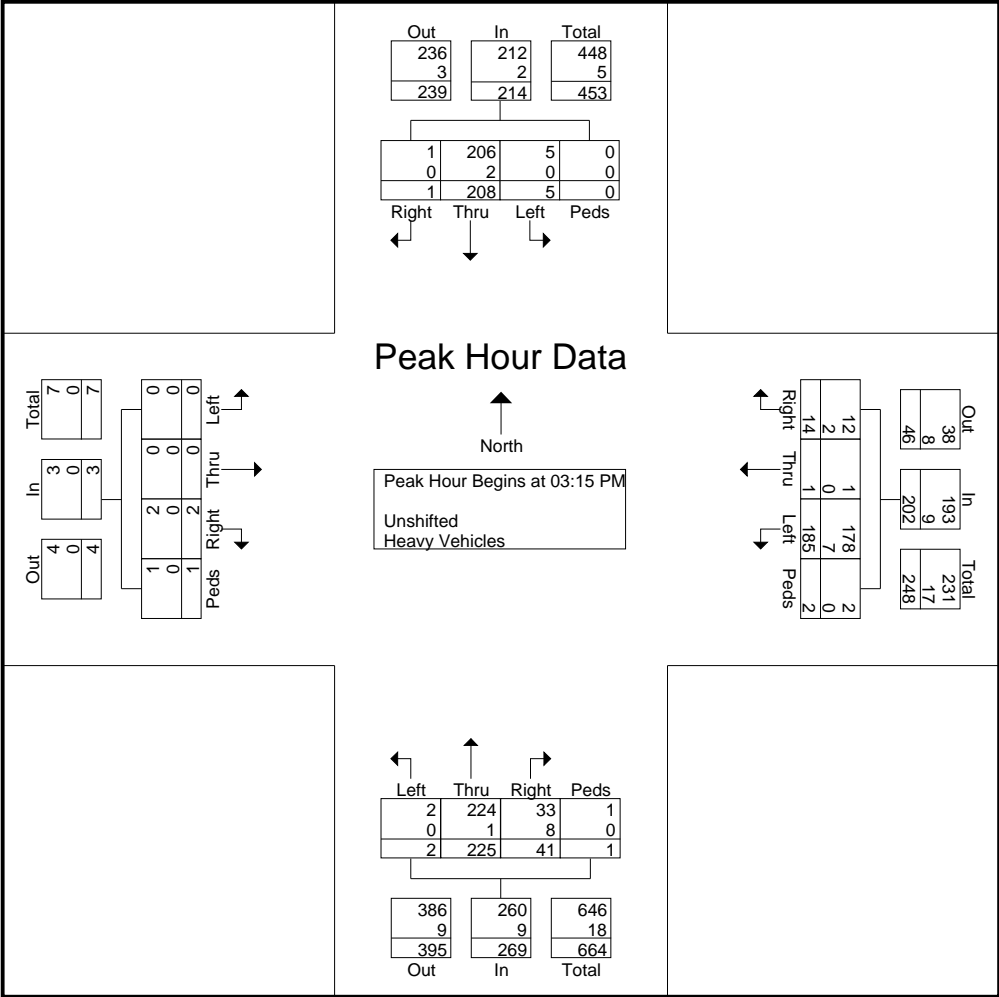 Out In Total
236 212 448
3 2 5
239 214 453
1 206 5 0
0 2 0 0
1 208 5 0
Right Thru Left Peds
Peak Hour Data
North
Peak Hour Begins at 03:15 PM
Unshifted
Heavy Vehicles
Left Thru Right Peds
0 0 2 1
0 0 0 0
0 0 2 1
Total In Out
7 3 4
0 0 0
7 3 4
Right Thru Left Peds
12 1 178 2
2 0 7 0
14 1 185 2
Out In Total
38 193 231
8 9 17
46 202 248
Left Thru Right Peds
2 224 33 1
0 1 8 0
2 225 41 1
386 260 646
9 9 18
395 269 664
Out In Total